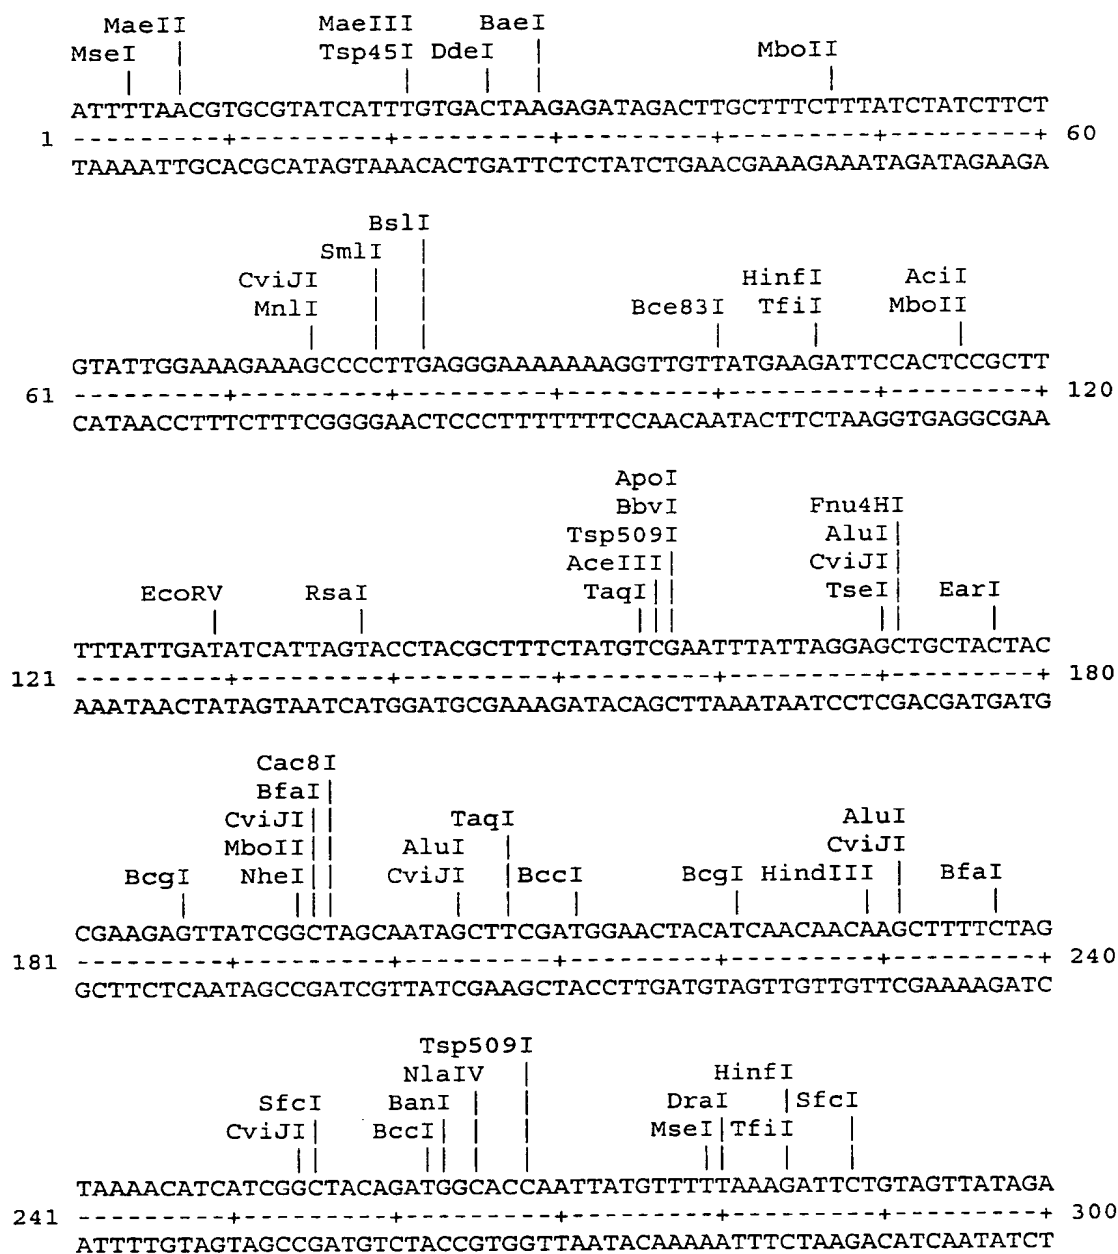 MaeII MaeIII BaeI
MseI Tsp45I DdeI MboII
ATTTTAACGTGCGTATCATTTGTGACTAAGAGATAGACTTGCTTTCTTTATCTATCTTCT
1 ---------+---------+---------+---------+---------+---------+ 60
TAAAATTGCACGCATAGTAAACACTGATTCTCTATCTGAACGAAAGAAATAGATAGAAGA
BslI
SmlI
CviJI HinfI AciI
MnlI Bce83I TfiI MboII
GTATTGGAAAGAAAGCCCCTTGAGGGAAAAAAAGGTTGTTATGAAGATTCCACTCCGCTT
61 ---------+---------+---------+---------+---------+---------+ 120
CATAACCTTTCTTTCGGGGAACTCCCTTTTTTTCCAACAATACTTCTAAGGTGAGGCGAA
ApoI
BbvI Fnu4HI
Tsp509I AluI
AceIII CviJI
EcoRV RsaI TaqI TseI EarI
TTTATTGATATCATTAGTACCTACGCTTTCTATGTCGAATTTATTAGGAGCTGCTACTAC
121 ---------+---------+---------+---------+---------+---------+ 180
AAATAACTATAGTAATCATGGATGCGAAAGATACAGCTTAAATAATCCTCGACGATGATG
Cac8I
BfaI
CviJI TaqI AluI
MboII AluI CviJI
BcgI NheI CviJI BccI BcgI HindIII BfaI
CGAAGAGTTATCGGCTAGCAATAGCTTCGATGGAACTACATCAACAACAAGCTTTTCTAG
181 ---------+---------+---------+---------+---------+---------+ 240
GCTTCTCAATAGCCGATCGTTATCGAAGCTACCTTGATGTAGTTGTTGTTCGAAAAGATC
Tsp509I
NlaIV HinfI
SfcI BanI DraI SfcI
CviJI BccI MseI TfiI
TAAAACATCATCGGCTACAGATGGCACCAATTATGTTTTTAAAGATTCTGTAGTTATAGA
241 ---------+---------+---------+---------+---------+---------+ 300
ATTTTGTAGTAGCCGATGTCTACCGTGGTTAATACAAAAATTTCTAAGACATCAATATCT